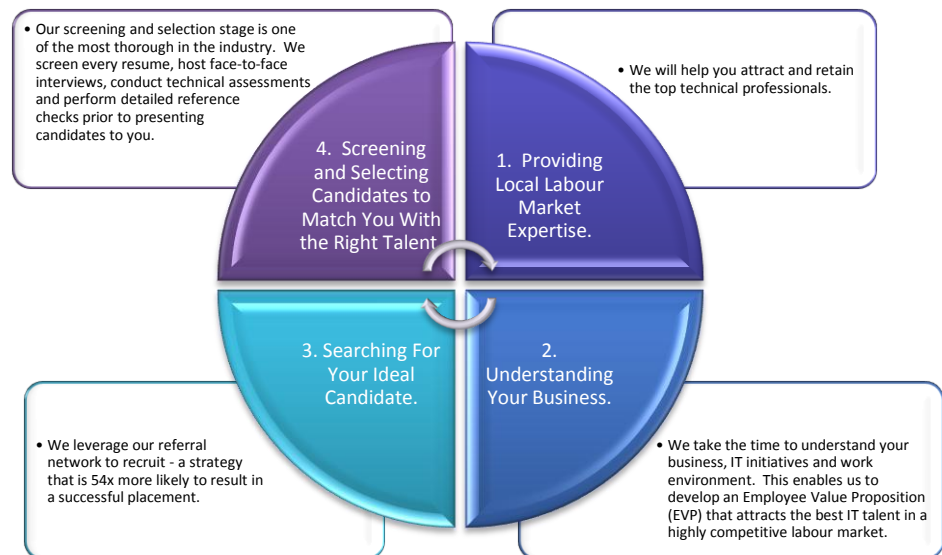 • Our screening and selection stage is one
of the most thorough in the industry.  We
screen every resume, host face-to-face
interviews, conduct technical assessments
and perform detailed reference
checks prior to presenting
candidates to you.
• We will help you attract and retain
the top technical professionals.
4.  Screening
and Selecting
Candidates to
Match You With
the Right Talent
1.  Providing
Local Labour
Market
Expertise.
3. Searching For
Your Ideal
Candidate.
2.
Understanding
Your Business.
• We leverage our referral
network to recruit - a strategy
that is 54x more likely to result in
a successful placement.
• We take the time to understand your
business, IT initiatives and work
environment.  This enables us to
develop an Employee Value Proposition
(EVP) that attracts the best IT talent in a
highly competitive labour market.